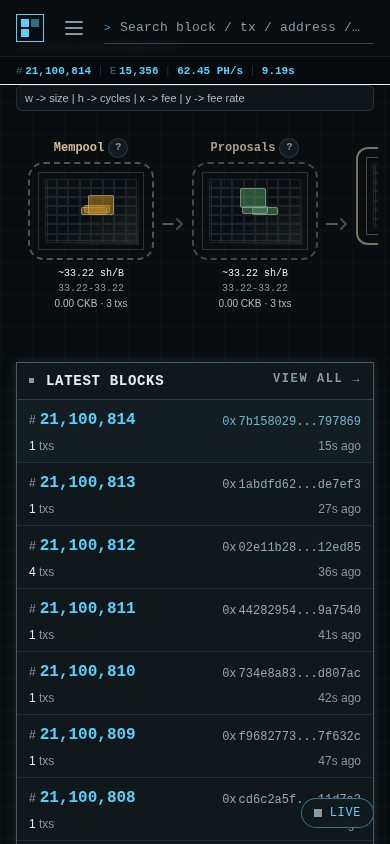 > Search block / tx / address /…
# 21,100,814 | E 15,356 | 62.45 PH/s | 9.19s
w -> size | h -> cycles | x -> fee | y -> fee rate
Mempool ? Proposals ?
~33.22 sh/B ~33.22 sh/B
33.22-33.22 33.22-33.22
0.00 CKB · 3 txs 0.00 CKB · 3 txs
LATEST BLOCKS VIEW ALL →
# 21,100,814 0x7b158029...797869
1 txs 15s ago
# 21,100,813 0x1abdfd62...de7ef3
1 txs 27s ago
# 21,100,812 0x02e11b28...12ed85
4 txs 36s ago
# 21,100,811 0x44282954...9a7540
1 txs 41s ago
# 21,100,810 0x734e8a83...d807ac
1 txs 42s ago
# 21,100,809 0xf9682773...7f632c
1 txs 47s ago
# 21,100,808 0xcd6c2a5f...
1 txs
LIVE